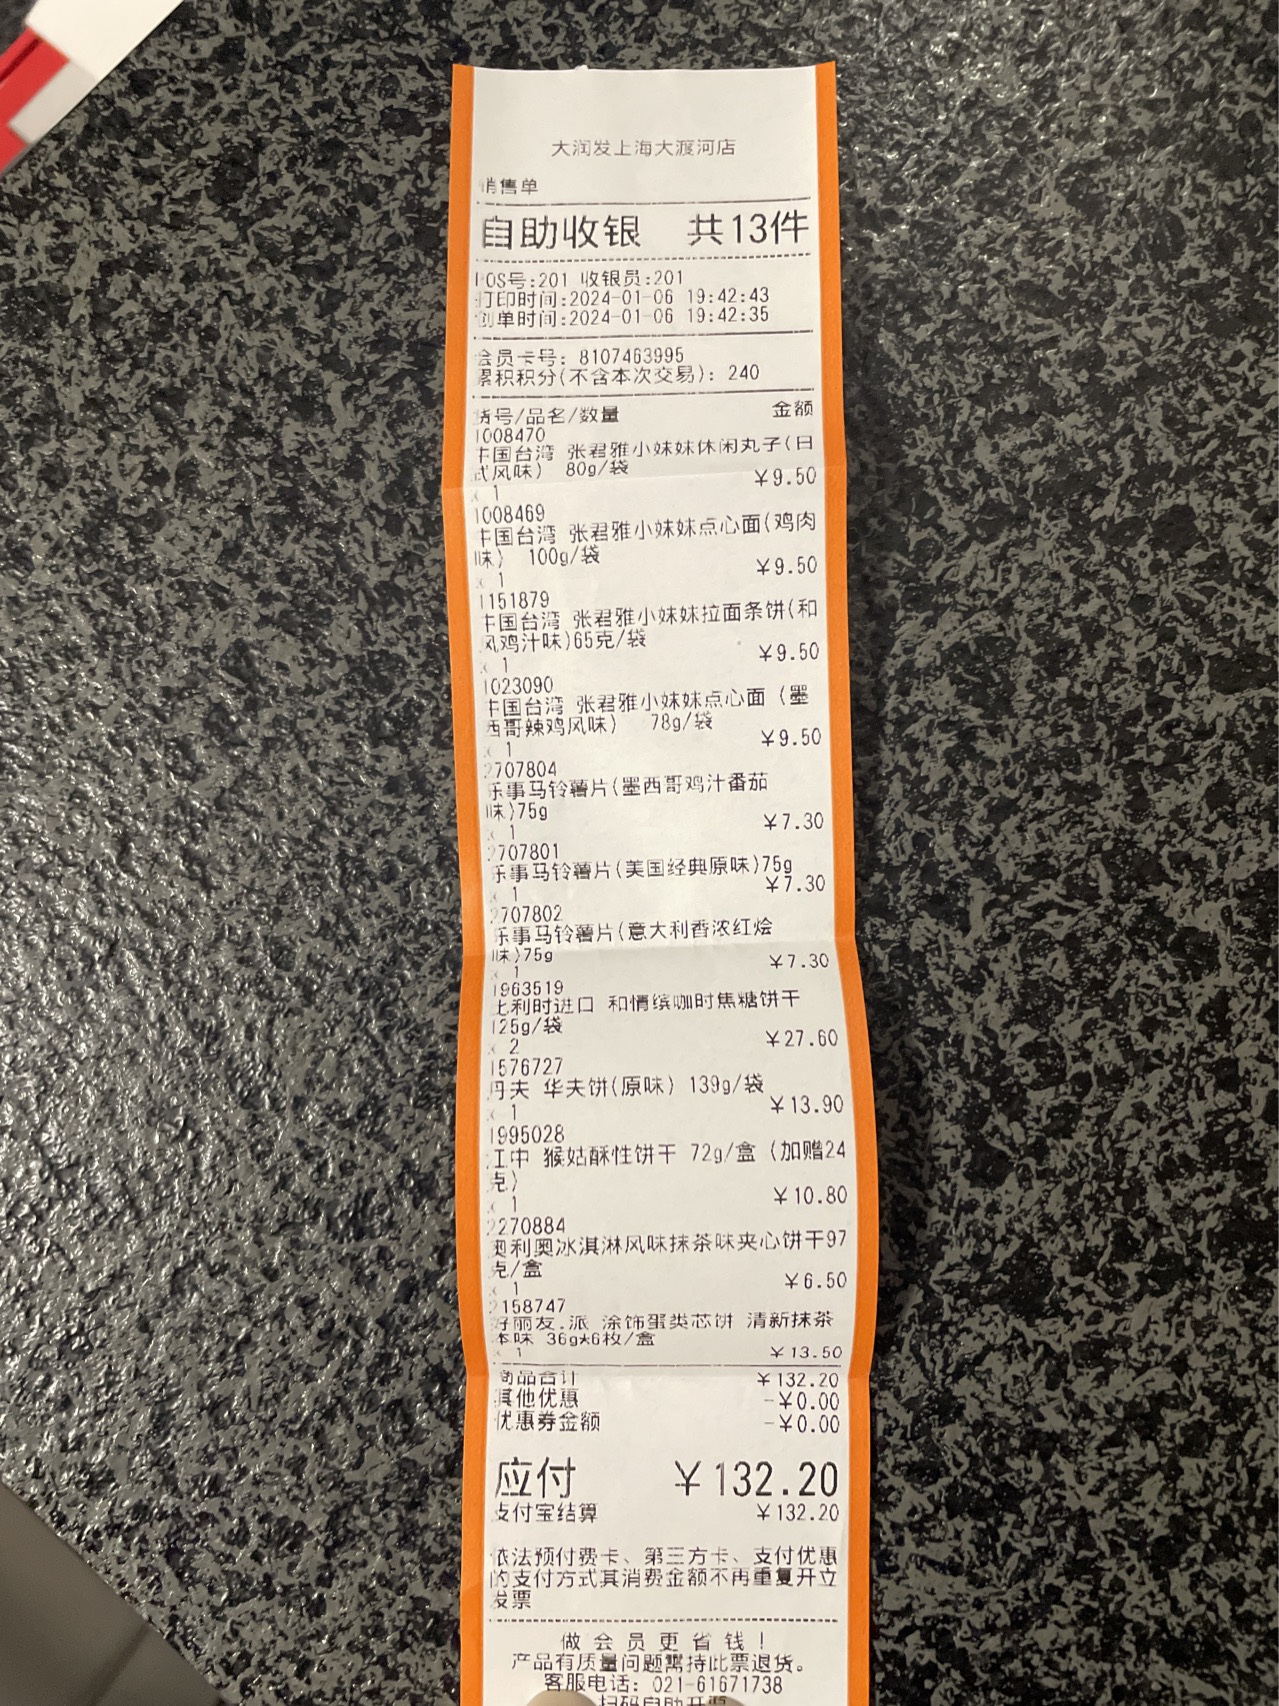 大润发上海大渡河店
销售单
自助收银 共13件
POS号:201 收银员:201
打印时间:2024-01-06 19:42:43
创单时间:2024-01-06 19:42:35
会员卡号: 8107463995
累积积分(不含本次交易): 240
货号/品名/数量 金额
1008470
中国台湾 张君雅小妹妹休闲丸子(日
式风味) 80g/袋
x 1 ¥9.50
1008469
中国台湾 张君雅小妹妹点心面(鸡肉
味) 100g/袋
x 1 ¥9.50
1151879
中国台湾 张君雅小妹妹拉面条饼(和
风鸡汁味)65克/袋
x 1 ¥9.50
1023090
中国台湾 张君雅小妹妹点心面 (墨
西哥辣鸡风味) 78g/袋
x 1 ¥9.50
2707804
乐事马铃薯片(墨西哥鸡汁番茄
味)75g
x 1 ¥7.30
2707801
乐事马铃薯片(美国经典原味)75g
x 1 ¥7.30
2707802
乐事马铃薯片(意大利香浓红烩
味)75g
x 1 ¥7.30
1963519
比利时进口 和情缤咖时焦糖饼干
125g/袋
x 2 ¥27.60
1576727
丹夫 华夫饼(原味) 139g/袋
x 1 ¥13.90
1995028
江中 猴姑酥性饼干 72g/盒 (加赠24
克)
x 1 ¥10.80
2270884
奥利奥冰淇淋风味抹茶味夹心饼干97
克/盒
x 1 ¥6.50
2158747
好丽友.派 涂饰蛋类芯饼 清新抹茶
本味 36g*6枚/盒
x 1 ¥13.50
商品合计 ¥132.20
其他优惠 -¥0.00
优惠券金额 -¥0.00
应付 ¥132.20
支付宝结算 ¥132.20
依法预付费卡、第三方卡、支付优惠
的支付方式其消费金额不再重复开立
发票
做会员更省钱!
产品有质量问题需持此票退货。
客服电话: 021-61671738
扫码自助开票